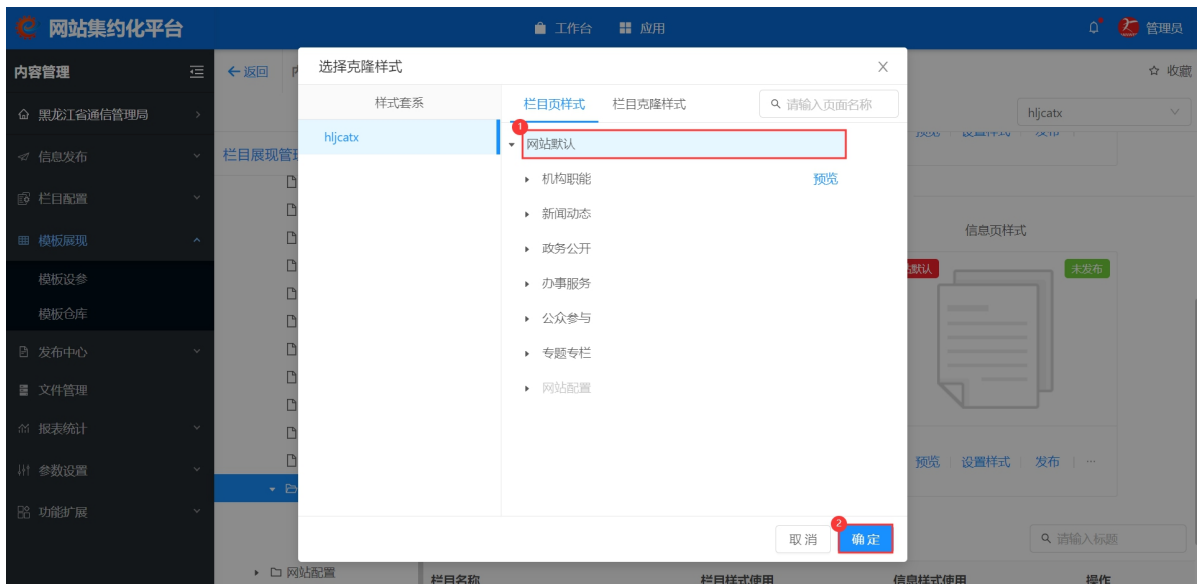 网站集约化平台
工作台
应用
管理员
内容管理
返回
收藏
黑龙江省通信管理局
信息发布
栏目配置
模板展现
模板设参
模板仓库
发布中心
文件管理
报表统计
参数设置
功能扩展
栏目展现管
网站配置
选择克隆样式
样式套系
hljcatx
栏目页样式
栏目克隆样式
请输入页面名称
1
网站默认
机构职能
预览
新闻动态
政务公开
办事服务
公众参与
专题专栏
网站配置
取消
2
确定
hljcatx
预览
设置样式
发布
信息页样式
默认
未发布
预览
设置样式
发布
...
请输入标题
栏目名称
栏目样式使用
信息样式使用
操作